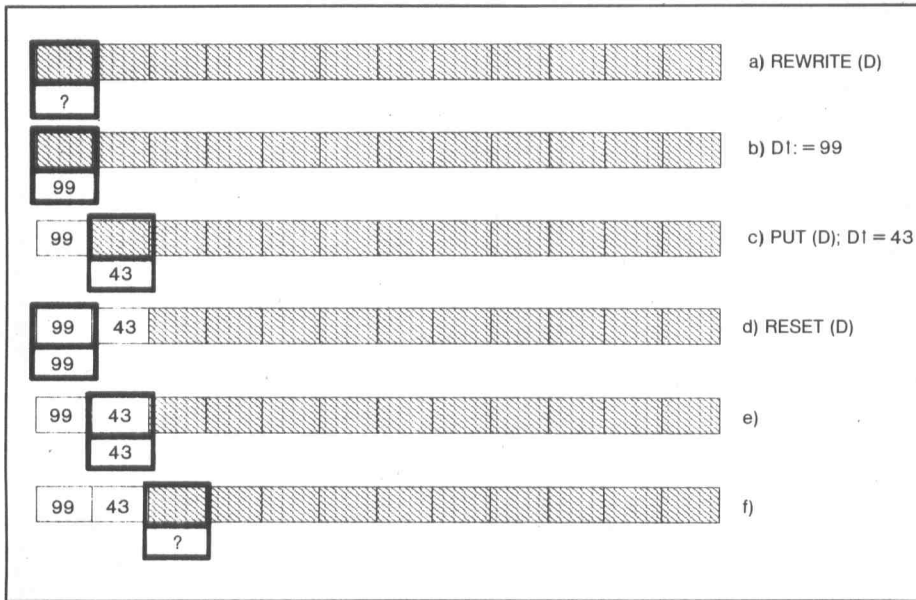 a) REWRITE (D)
?
b) D↑: = 99
99
99
c) PUT (D); D↑ = 43
43
99 43
d) RESET (D)
99
99 43
e)
43
99 43
f)
?